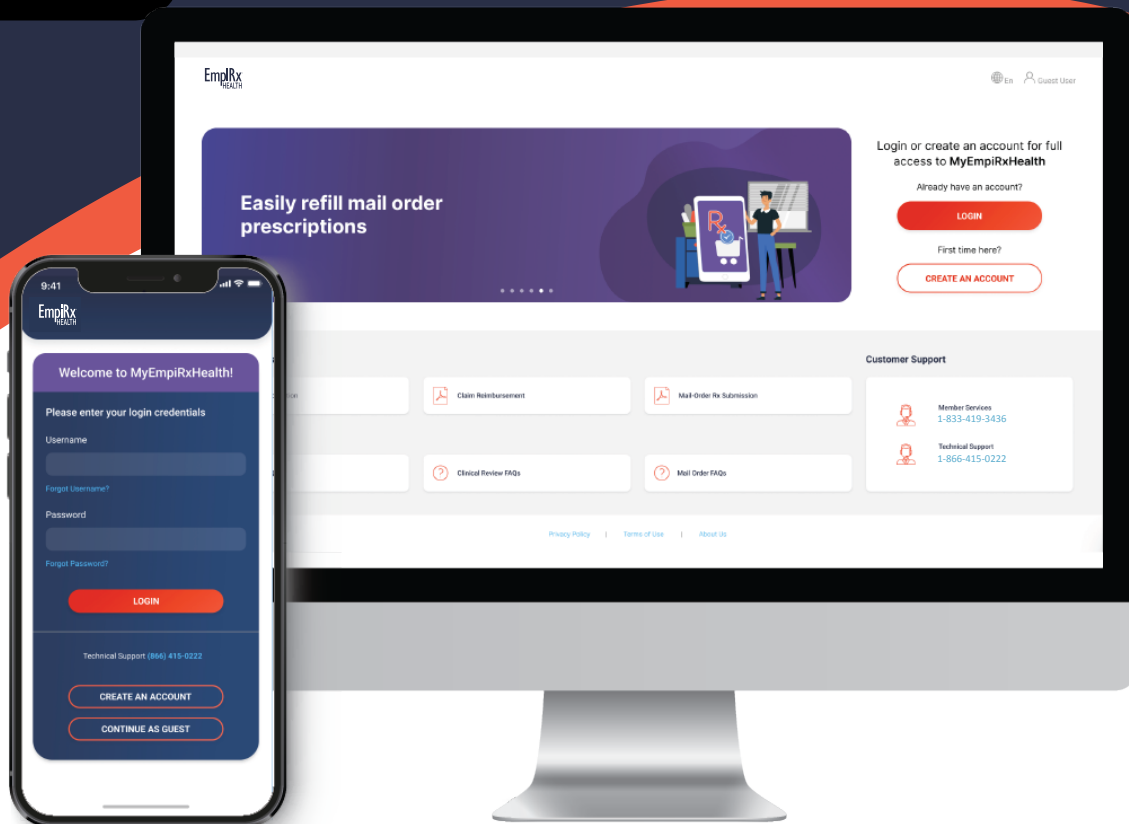 EmpIRx
HEALTH
En
Guest User
Easily refill mail order
prescriptions
Rx
Login or create an account for full
access to MyEmpiRxHealth
Already have an account?
LOGIN
First time here?
CREATE AN ACCOUNT
Customer Support
Claim Reimbursement
Mail-Order Rx Submission
Member Services
1-833-419-3436
Technical Support
1-866-415-0222
Clinical Review FAQs
Mail Order FAQs
Privacy Policy | Terms of Use | About Us
9:41
EmpiRx
HEALTH
Welcome to MyEmpiRxHealth!
Please enter your login credentials
Username
Forgot Username?
Password
Forgot Password?
LOGIN
Technical Support (866) 415-0222
CREATE AN ACCOUNT
CONTINUE AS GUEST